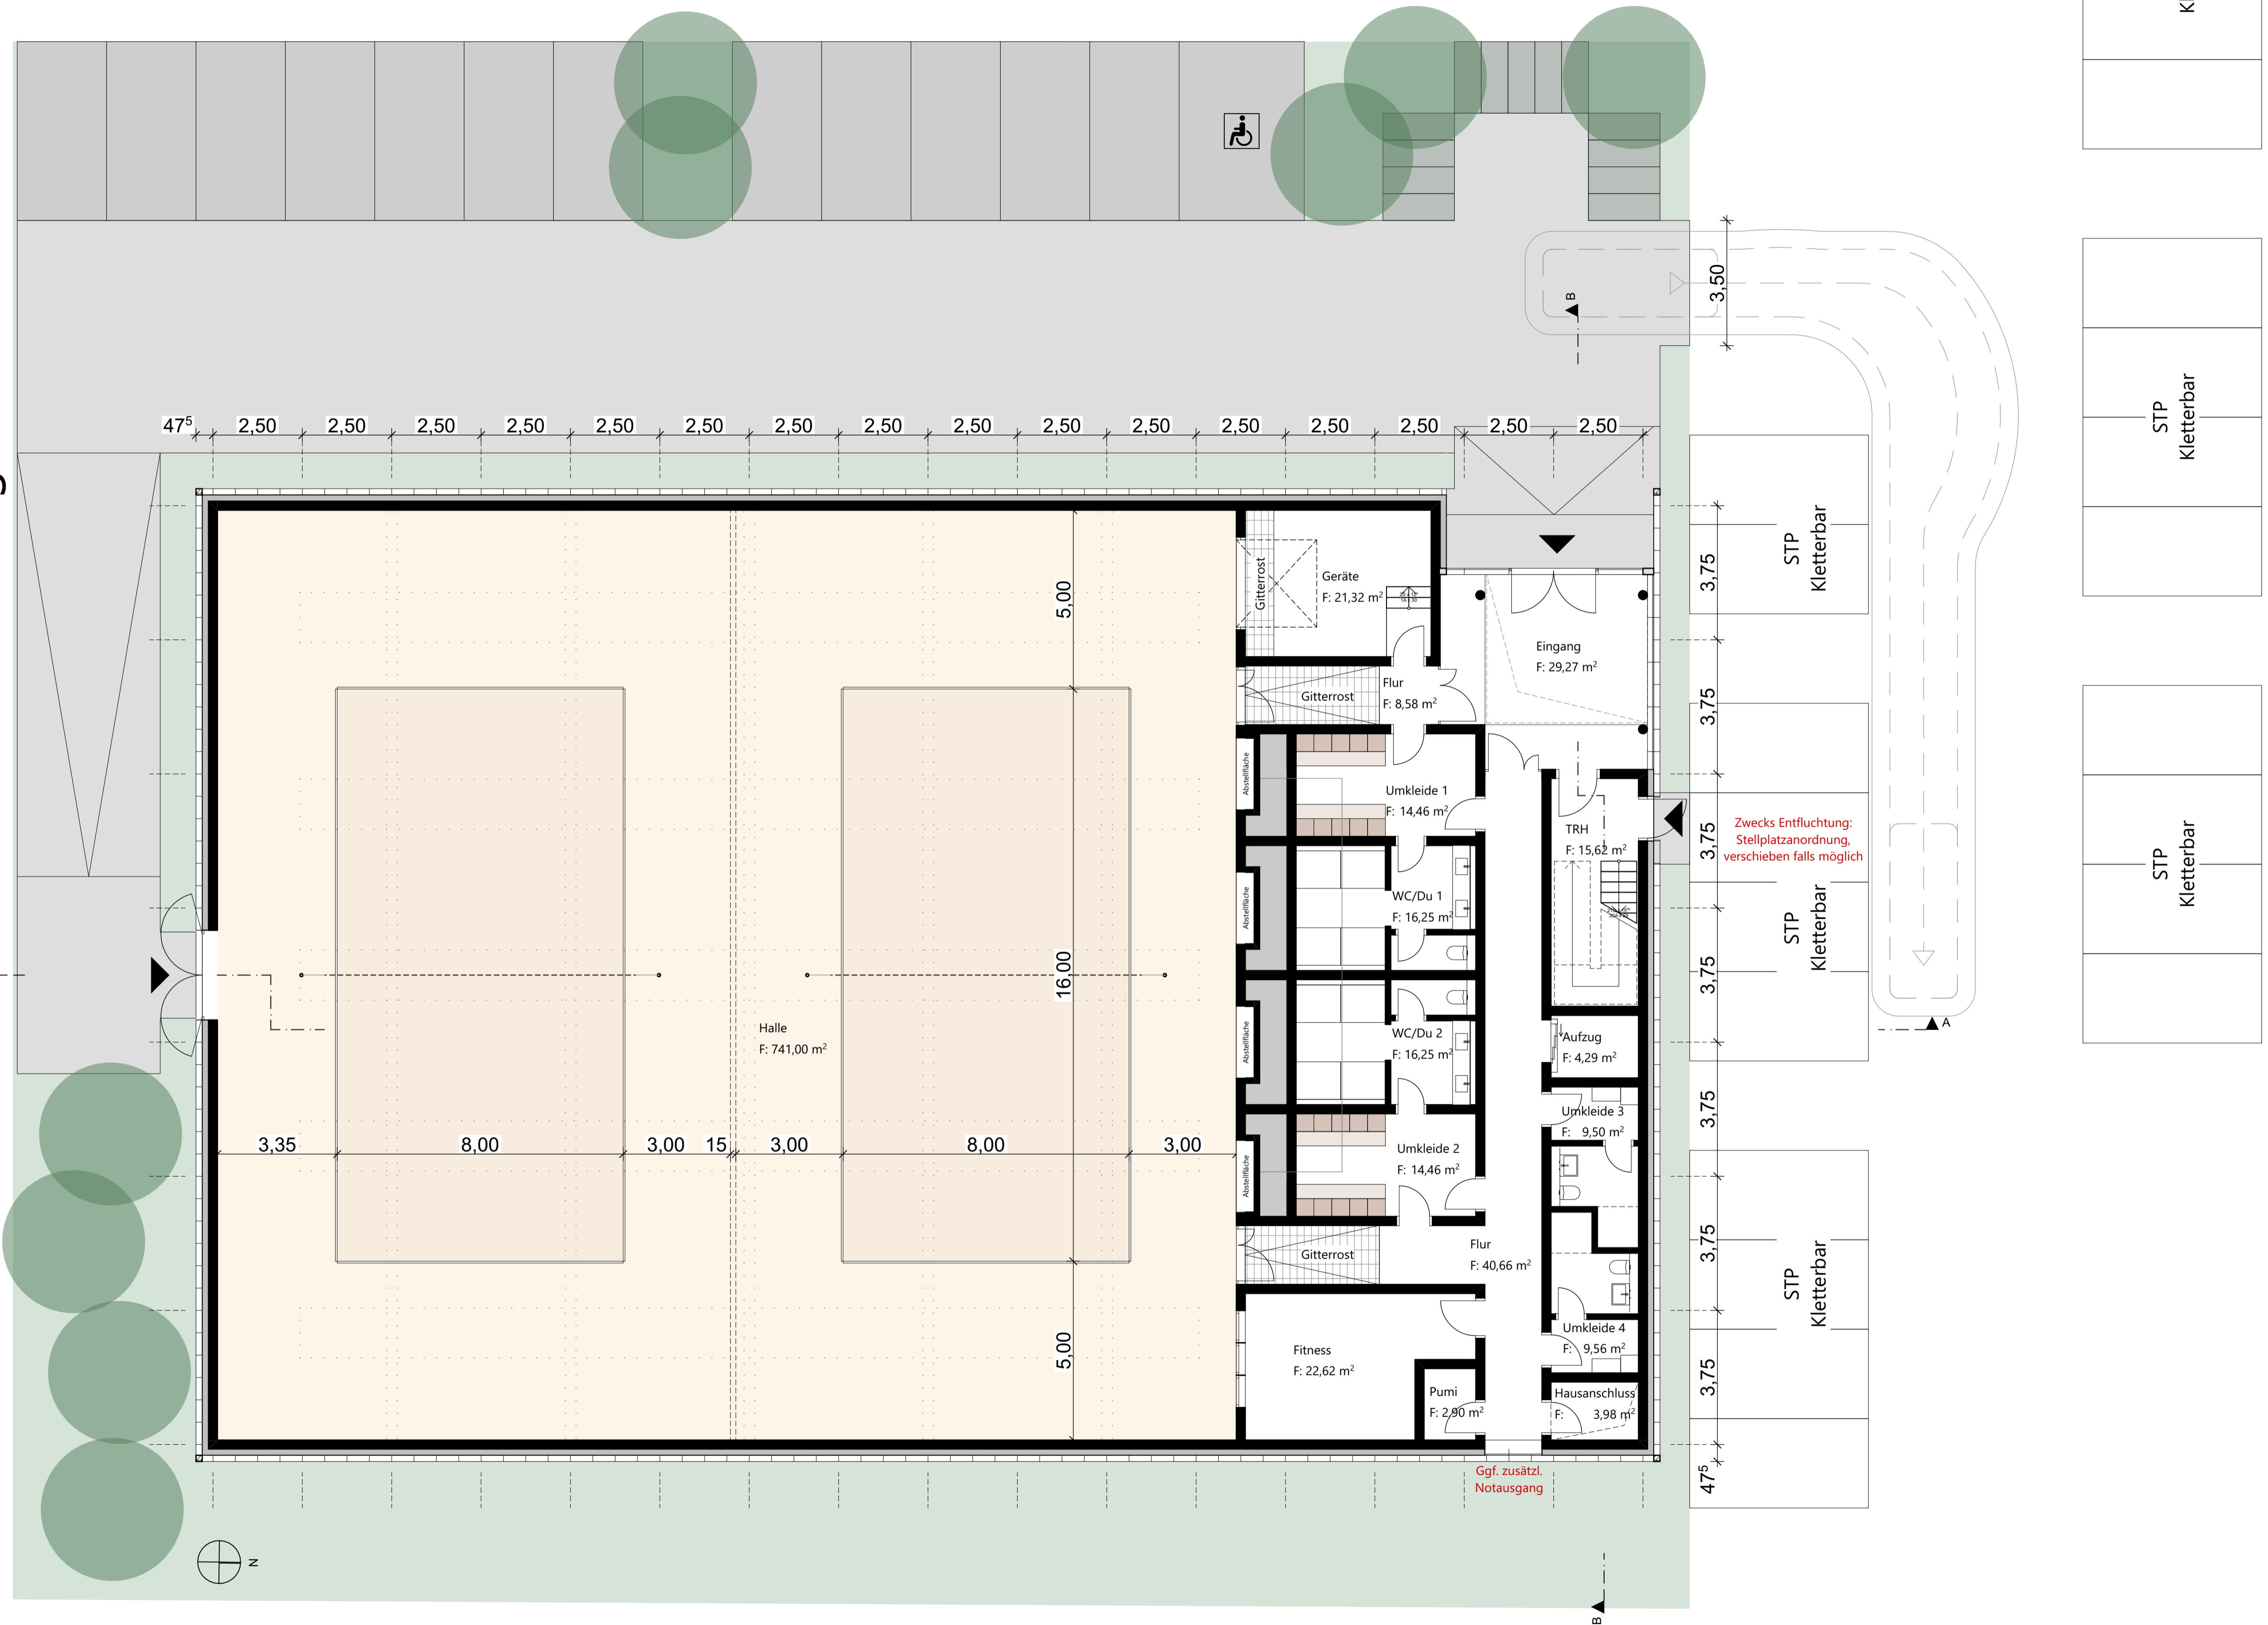 Kl
B
3,50
47⁵ 2,50 2,50 2,50 2,50 2,50 2,50 2,50 2,50 2,50 2,50 2,50 2,50 2,50 2,50 2,50 2,50
STP
Kletterbar
STP
Kletterbar
Gitterrost
Geräte
F: 21,32 m²
3,75
5,00
Eingang
F: 29,27 m²
Gitterrost
Flur
F: 8,58 m²
3,75
Abstellfläche
Umkleide 1
F: 14,46 m²
TRH
F: 15,62 m²
3,75
Zwecks Entfluchtung:
Stellplatzanordnung,
verschieben falls möglich
STP
Kletterbar
Abstellfläche
WC/Du 1
F: 16,25 m²
STP
Kletterbar
3,75
16,00
Halle
F: 741,00 m²
Abstellfläche
WC/Du 2
F: 16,25 m²
Aufzug
F: 4,29 m²
A
3,75
Umkleide 3
F: 9,50 m²
3,35 8,00 3,00 15 3,00 8,00 3,00
Abstellfläche
Umkleide 2
F: 14,46 m²
Gitterrost
Flur
F: 40,66 m²
3,75
STP
Kletterbar
5,00
Fitness
F: 22,62 m²
Umkleide 4
F: 9,56 m²
3,75
Pumi
F: 2,90 m²
Hausanschluss
F: 3,98 m²
47⁵
Ggf. zusätzl.
Notausgang
N
B